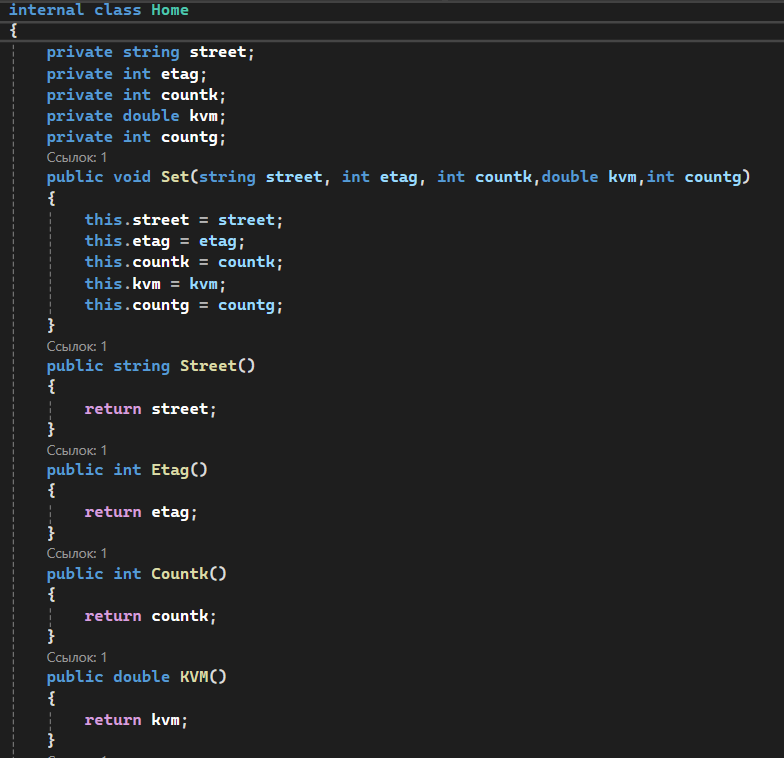 internal class Home
{
private string street;
private int etag;
private int countk;
private double kvm;
private int countg;
Ссылок: 1
public void Set(string street, int etag, int countk,double kvm,int countg)
{
this.street = street;
this.etag = etag;
this.countk = countk;
this.kvm = kvm;
this.countg = countg;
}
Ссылок: 1
public string Street()
{
return street;
}
Ссылок: 1
public int Etag()
{
return etag;
}
Ссылок: 1
public int Countk()
{
return countk;
}
Ссылок: 1
public double KVM()
{
return kvm;
}